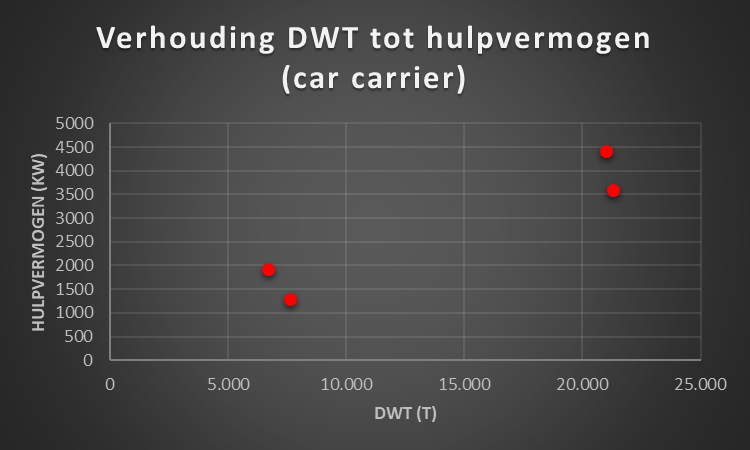 Verhouding DWT tot hulpvermogen
(car carrier)
HULPVERMOGEN (KW)
5000
4500
4000
3500
3000
2500
2000
1500
1000
500
0
0 5.000 10.000 15.000 20.000 25.000
DWT (T)